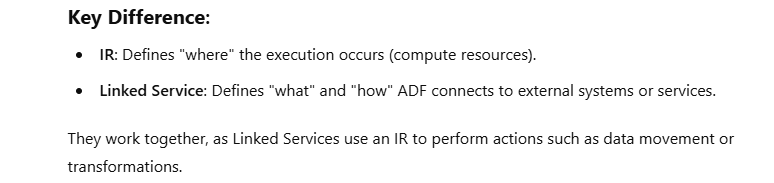 Key Difference:
• IR: Defines "where" the execution occurs (compute resources).
• Linked Service: Defines "what" and "how" ADF connects to external systems or services.
They work together, as Linked Services use an IR to perform actions such as data movement or
transformations.